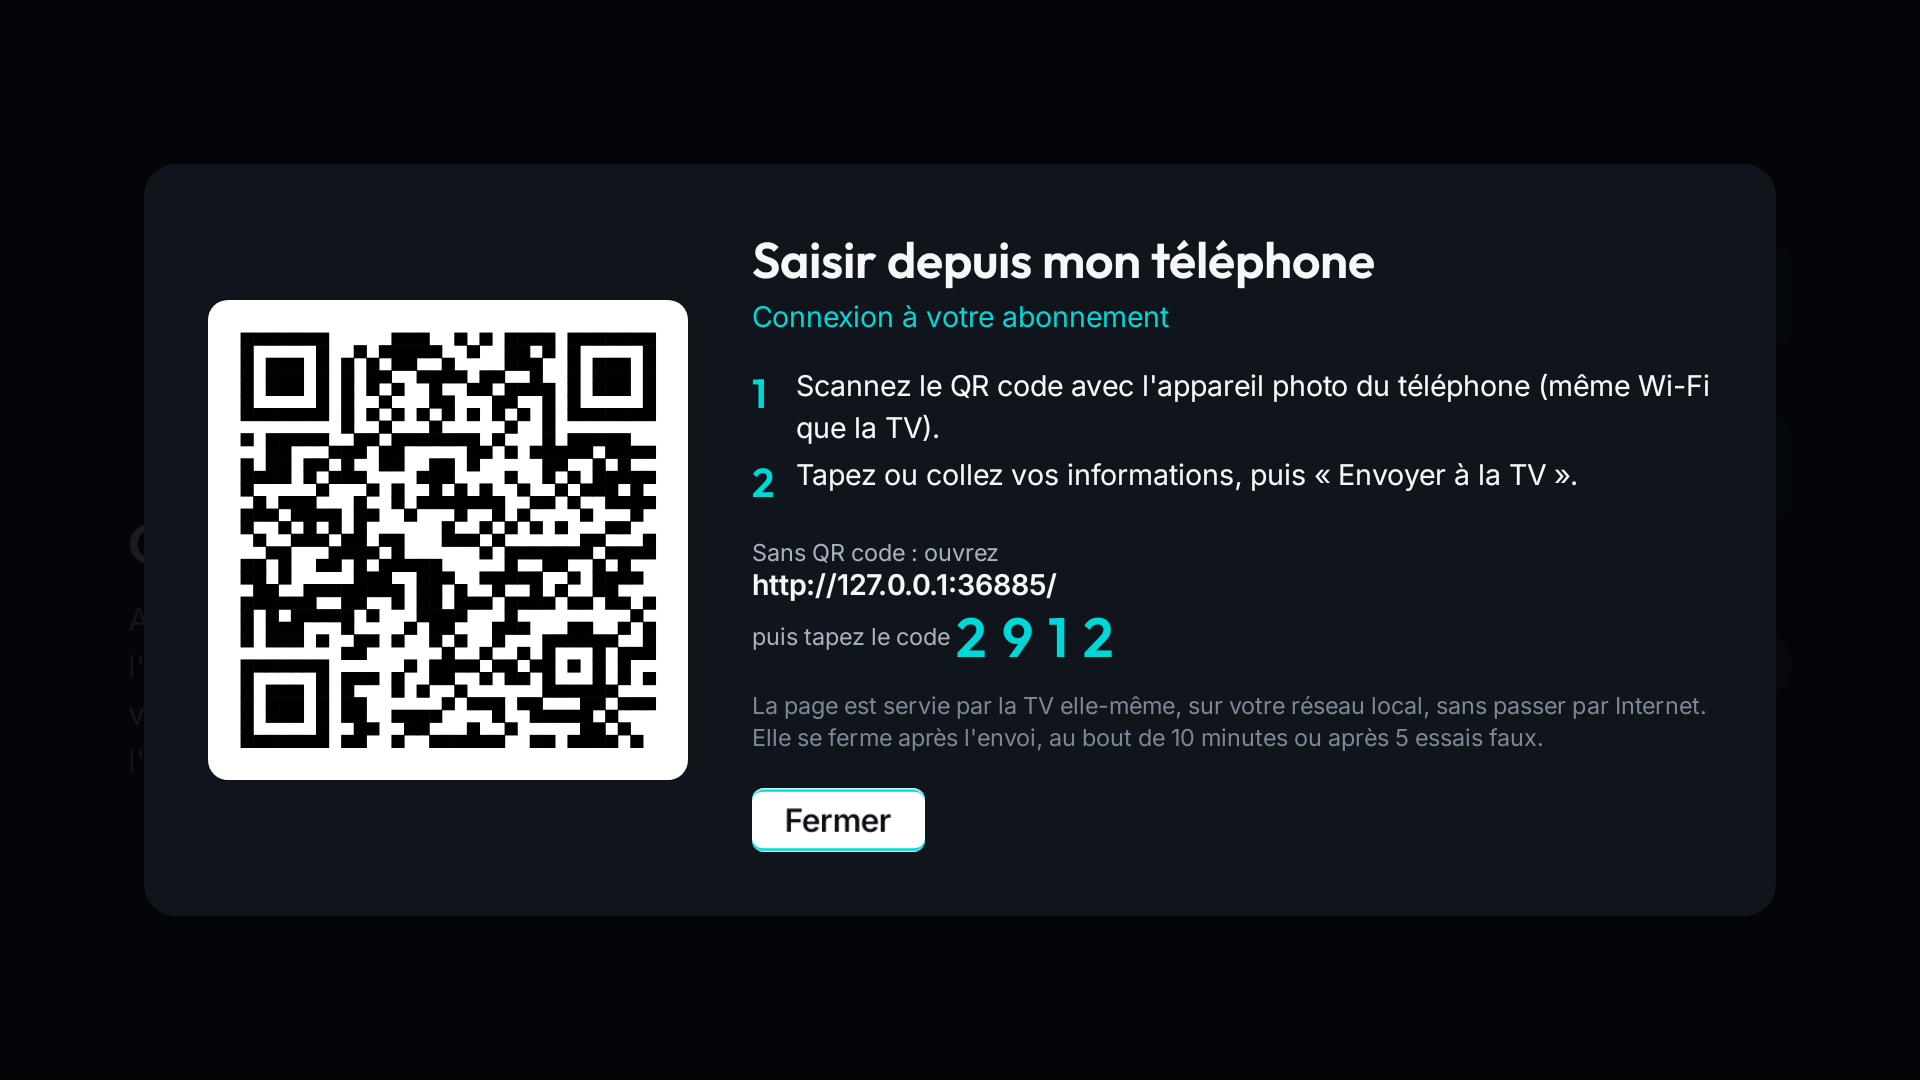 Saisir depuis mon téléphone
Connexion à votre abonnement
1 Scannez le QR code avec l'appareil photo du téléphone (même Wi-Fi
que la TV).
2 Tapez ou collez vos informations, puis « Envoyer à la TV ».
Sans QR code : ouvrez
http://127.0.0.1:36885/
puis tapez le code 2 9 1 2
La page est servie par la TV elle-même, sur votre réseau local, sans passer par Internet.
Elle se ferme après l'envoi, au bout de 10 minutes ou après 5 essais faux.
Fermer